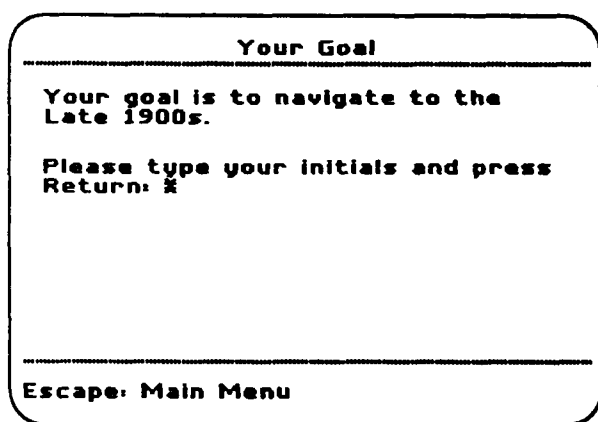 Your Goal
Your goal is to navigate to the
Late 1900s.
Please type your initials and press
Return:
Escape: Main Menu